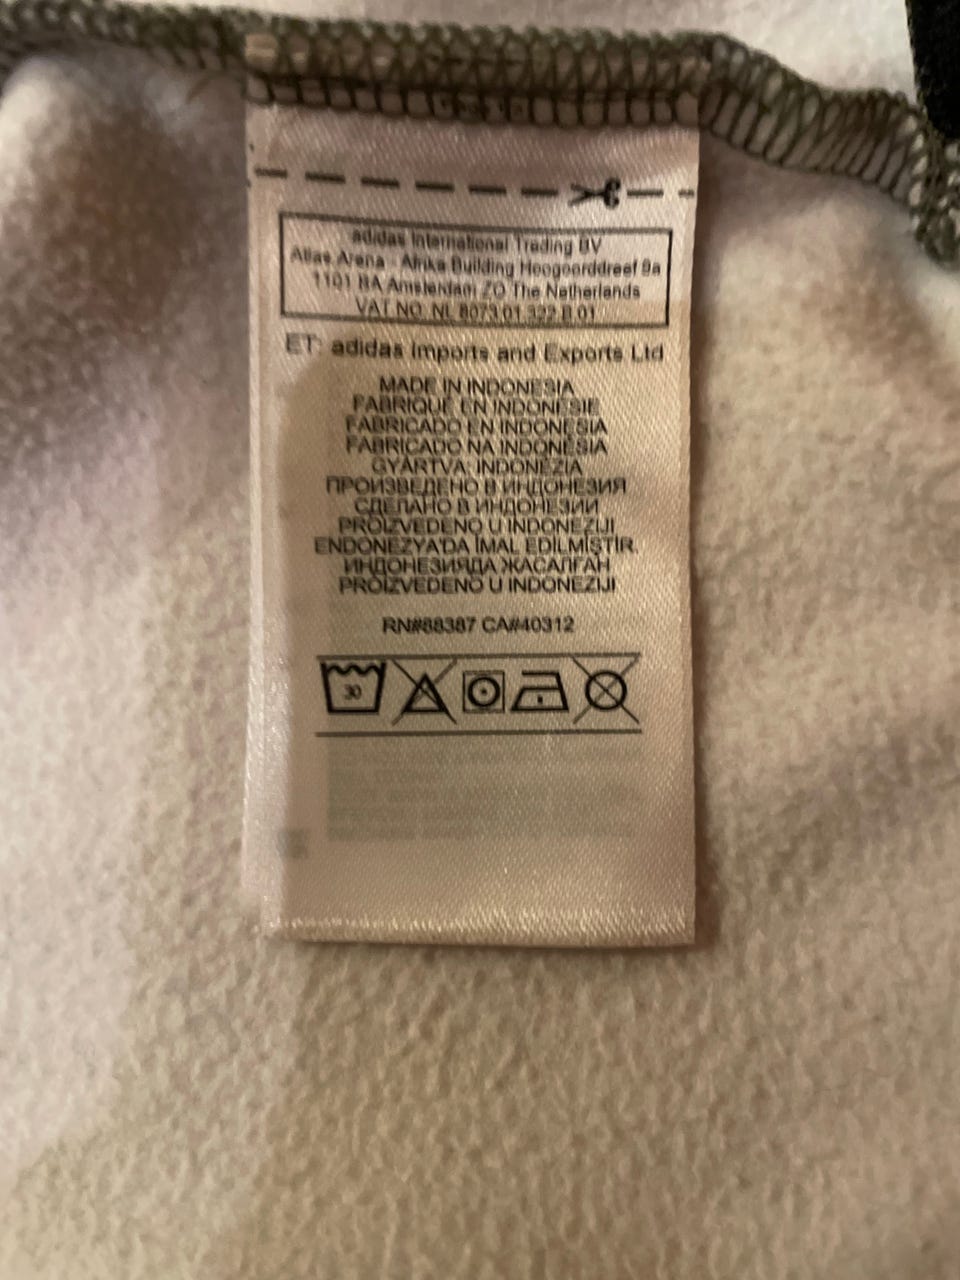 adidas International Trading BV
Atlas Arena - Afrika Building Hoogoorddreef 9a
1101 BA Amsterdam ZO The Netherlands
VAT NO. NL 8073.01.322.B.01
ET: adidas Imports and Exports Ltd
MADE IN INDONESIA
FABRIQUÉ EN INDONÉSIE
FABRICADO EN INDONESIA
FABRICADO NA INDONÉSIA
GYÁRTVA: INDONÉZIA
ПРОИЗВЕДЕНО В ИНДОНЕЗИЯ
СДЕЛАНО В ИНДОНЕЗИИ
PROIZVEDENO U INDONEZIJI
ENDONEZYA'DA İMAL EDİLMİŞTİR.
ИНДОНЕЗИЯДА ЖАСАЛҒАН
PROIZVEDENO U INDONEZIJI
RN#88387 CA#40312
30